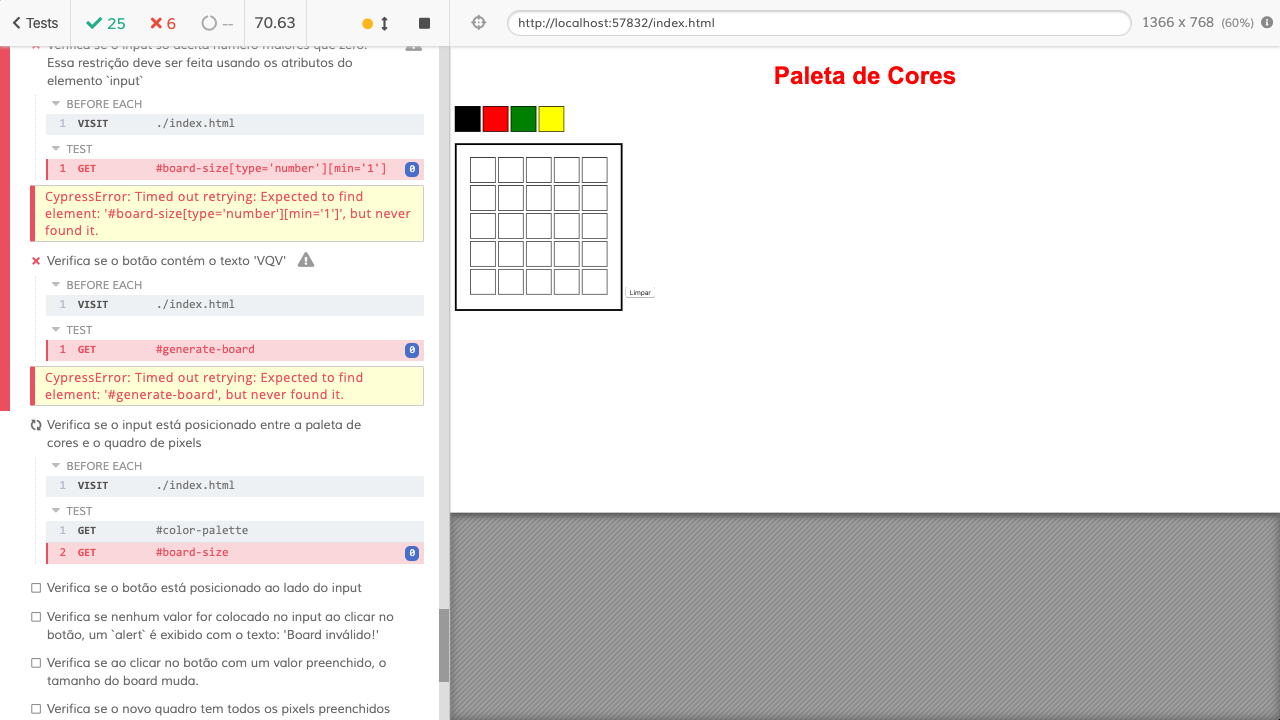 Tests
25
6
--
70.63
http://localhost:57832/index.html
1366 x 768 (60%)
Verifica se o input só aceita número maiores que zero.
Essa restrição deve ser feita usando os atributos do
elemento `input`
BEFORE EACH
1 VISIT ./index.html
TEST
1 GET #board-size[type='number'][min='1'] 0
CypressError: Timed out retrying: Expected to find
element: '#board-size[type='number'][min='1']', but never
found it.
Verifica se o botão contém o texto 'VQV'
BEFORE EACH
1 VISIT ./index.html
TEST
1 GET #generate-board 0
CypressError: Timed out retrying: Expected to find
element: '#generate-board', but never found it.
Verifica se o input está posicionado entre a paleta de
cores e o quadro de pixels
BEFORE EACH
1 VISIT ./index.html
TEST
1 GET #color-palette
2 GET #board-size 0
Verifica se o botão está posicionado ao lado do input
Verifica se nenhum valor for colocado no input ao clicar no
botão, um `alert` é exibido com o texto: 'Board inválido!'
Verifica se ao clicar no botão com um valor preenchido, o
tamanho do board muda.
Verifica se o novo quadro tem todos os pixels preenchidos
Paleta de Cores
Limpar